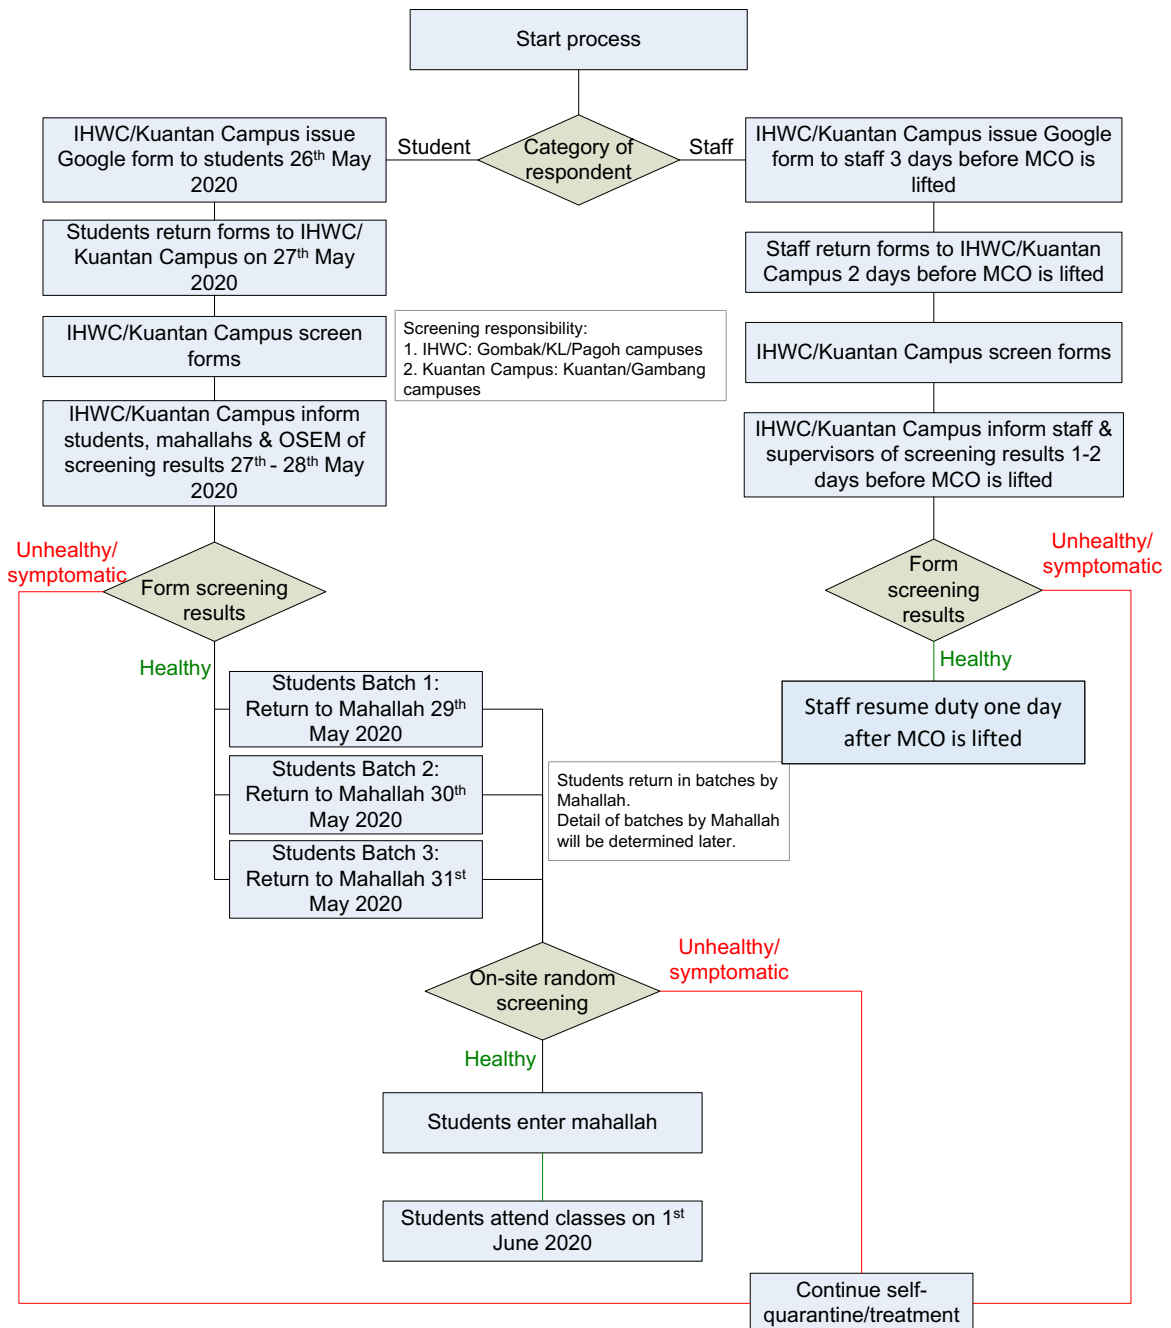 Start process
Category of
respondent
Student
Staff
IHWC/Kuantan Campus issue
Google form to students 26th May
2020
Students return forms to IHWC/
Kuantan Campus on 27th May
2020
IHWC/Kuantan Campus screen
forms
IHWC/Kuantan Campus inform
students, mahallahs & OSEM of
screening results 27th - 28th May
2020
IHWC/Kuantan Campus issue Google
form to staff 3 days before MCO is
lifted
Staff return forms to IHWC/Kuantan
Campus 2 days before MCO is lifted
IHWC/Kuantan Campus screen forms
IHWC/Kuantan Campus inform staff &
supervisors of screening results 1-2
days before MCO is lifted
Screening responsibility:
1. IHWC: Gombak/KL/Pagoh campuses
2. Kuantan Campus: Kuantan/Gambang
campuses
Unhealthy/
symptomatic
Form screening
results
Healthy
Unhealthy/
symptomatic
Form
screening
results
Healthy
Staff resume duty one day
after MCO is lifted
Students Batch 1:
Return to Mahallah 29th
May 2020
Students Batch 2:
Return to Mahallah 30th
May 2020
Students Batch 3:
Return to Mahallah 31st
May 2020
Students return in batches by
Mahallah.
Detail of batches by Mahallah
will be determined later.
On-site random
screening
Unhealthy/
symptomatic
Healthy
Students enter mahallah
Students attend classes on 1st
June 2020
Continue self-
quarantine/treatment